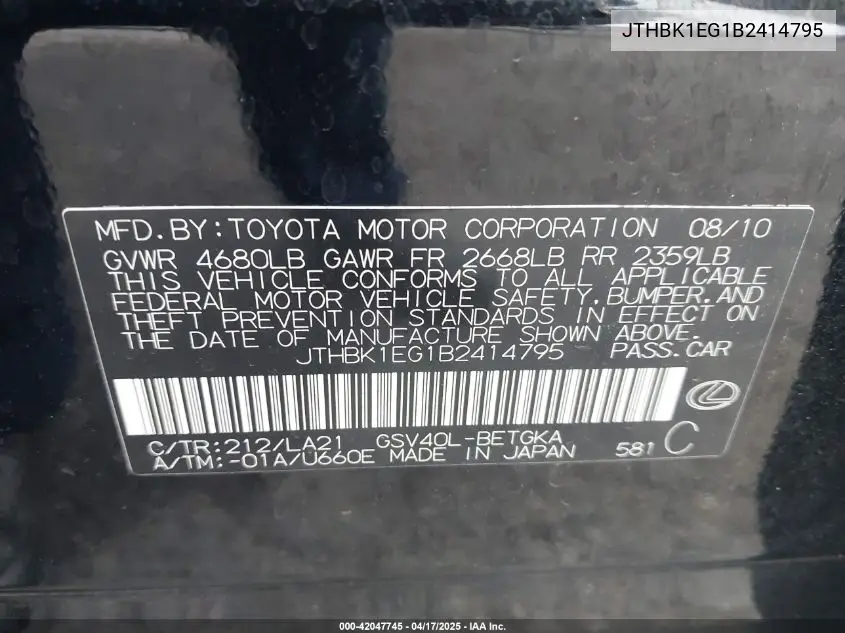 JTHBK1EG1B2414795
MFD.BY:TOYOTA MOTOR CORPORATION 08/10
GVWR 4680LB GAWR FR 2668LB RR 2359LB
THIS VEHICLE CONFORMS TO ALL APPLICABLE
FEDERAL MOTOR VEHICLE SAFETY,BUMPER,AND
THEFT PREVENTION STANDARDS IN EFFECT ON
THE DATE OF MANUFACTURE SHOWN ABOVE.
JTHBK1EG1B2414795 PASS.CAR
C/TR:212/LA21 GSV40L-BETGKA
A/TM:-01A/U660E MADE IN JAPAN 581 C
000-42047745 - 04/17/2025 - IAA Inc.